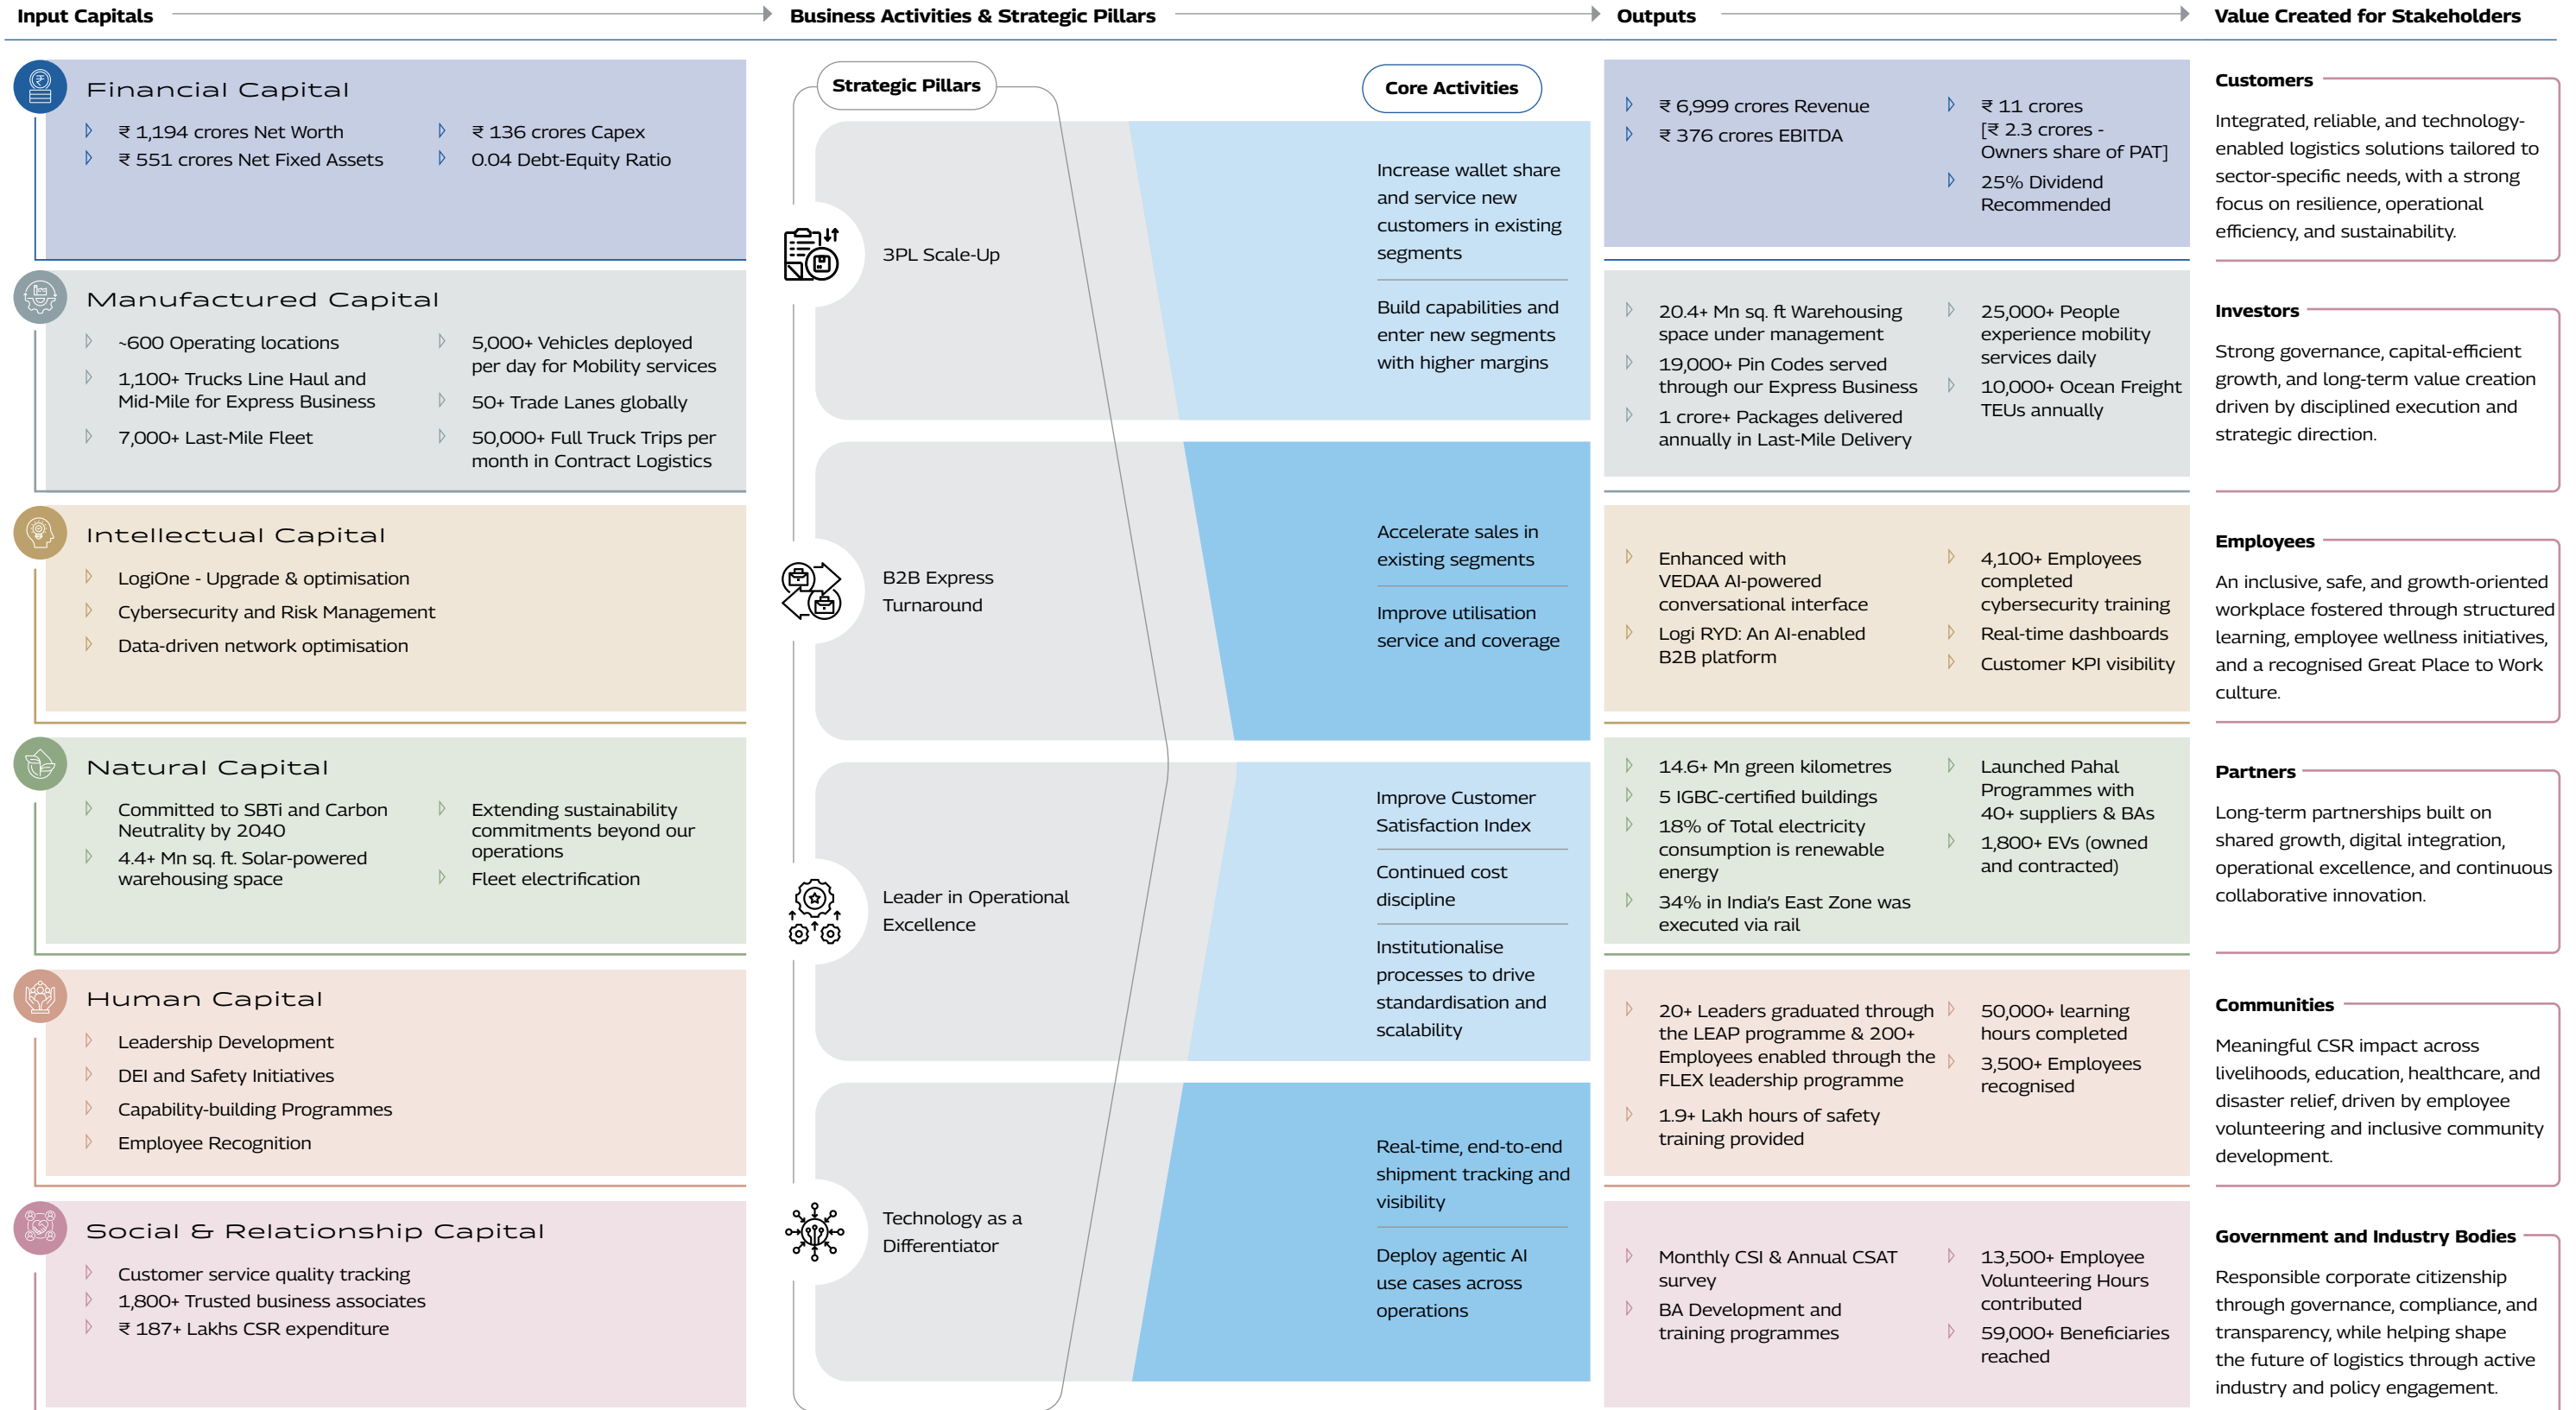 Input Capitals
Business Activities & Strategic Pillars
Outputs
Value Created for Stakeholders
Financial Capital
₹ 1,194 crores Net Worth
₹ 551 crores Net Fixed Assets
₹ 136 crores Capex
0.04 Debt-Equity Ratio
Manufactured Capital
~600 Operating locations
1,100+ Trucks Line Haul and
Mid-Mile for Express Business
7,000+ Last-Mile Fleet
5,000+ Vehicles deployed
per day for Mobility services
50+ Trade Lanes globally
50,000+ Full Truck Trips per
month in Contract Logistics
Intellectual Capital
LogiOne - Upgrade & optimisation
Cybersecurity and Risk Management
Data-driven network optimisation
Natural Capital
Committed to SBTi and Carbon
Neutrality by 2040
4.4+ Mn sq. ft. Solar-powered
warehousing space
Extending sustainability
commitments beyond our
operations
Fleet electrification
Human Capital
Leadership Development
DEI and Safety Initiatives
Capability-building Programmes
Employee Recognition
Social & Relationship Capital
Customer service quality tracking
1,800+ Trusted business associates
₹ 187+ Lakhs CSR expenditure
Strategic Pillars
Core Activities
3PL Scale-Up
Increase wallet share
and service new
customers in existing
segments
Build capabilities and
enter new segments
with higher margins
B2B Express
Turnaround
Accelerate sales in
existing segments
Improve utilisation
service and coverage
Leader in Operational
Excellence
Improve Customer
Satisfaction Index
Continued cost
discipline
Institutionalise
processes to drive
standardisation and
scalability
Technology as a
Differentiator
Real-time, end-to-end
shipment tracking and
visibility
Deploy agentic AI
use cases across
operations
₹ 6,999 crores Revenue
₹ 376 crores EBITDA
₹ 11 crores
[₹ 2.3 crores -
Owners share of PAT]
25% Dividend
Recommended
20.4+ Mn sq. ft Warehousing
space under management
19,000+ Pin Codes served
through our Express Business
1 crore+ Packages delivered
annually in Last-Mile Delivery
25,000+ People
experience mobility
services daily
10,000+ Ocean Freight
TEUs annually
Enhanced with
VEDAA AI-powered
conversational interface
Logi RYD: An AI-enabled
B2B platform
4,100+ Employees
completed
cybersecurity training
Real-time dashboards
Customer KPI visibility
14.6+ Mn green kilometres
5 IGBC-certified buildings
18% of Total electricity
consumption is renewable
energy
34% in India's East Zone was
executed via rail
Launched Pahal
Programmes with
40+ suppliers & BAs
1,800+ EVs (owned
and contracted)
20+ Leaders graduated through
the LEAP programme & 200+
Employees enabled through the
FLEX leadership programme
1.9+ Lakh hours of safety
training provided
50,000+ learning
hours completed
3,500+ Employees
recognised
Monthly CSI & Annual CSAT
survey
BA Development and
training programmes
13,500+ Employee
Volunteering Hours
contributed
59,000+ Beneficiaries
reached
Customers
Integrated, reliable, and technology-
enabled logistics solutions tailored to
sector-specific needs, with a strong
focus on resilience, operational
efficiency, and sustainability.
Investors
Strong governance, capital-efficient
growth, and long-term value creation
driven by disciplined execution and
strategic direction.
Employees
An inclusive, safe, and growth-oriented
workplace fostered through structured
learning, employee wellness initiatives,
and a recognised Great Place to Work
culture.
Partners
Long-term partnerships built on
shared growth, digital integration,
operational excellence, and continuous
collaborative innovation.
Communities
Meaningful CSR impact across
livelihoods, education, healthcare, and
disaster relief, driven by employee
volunteering and inclusive community
development.
Government and Industry Bodies
Responsible corporate citizenship
through governance, compliance, and
transparency, while helping shape
the future of logistics through active
industry and policy engagement.